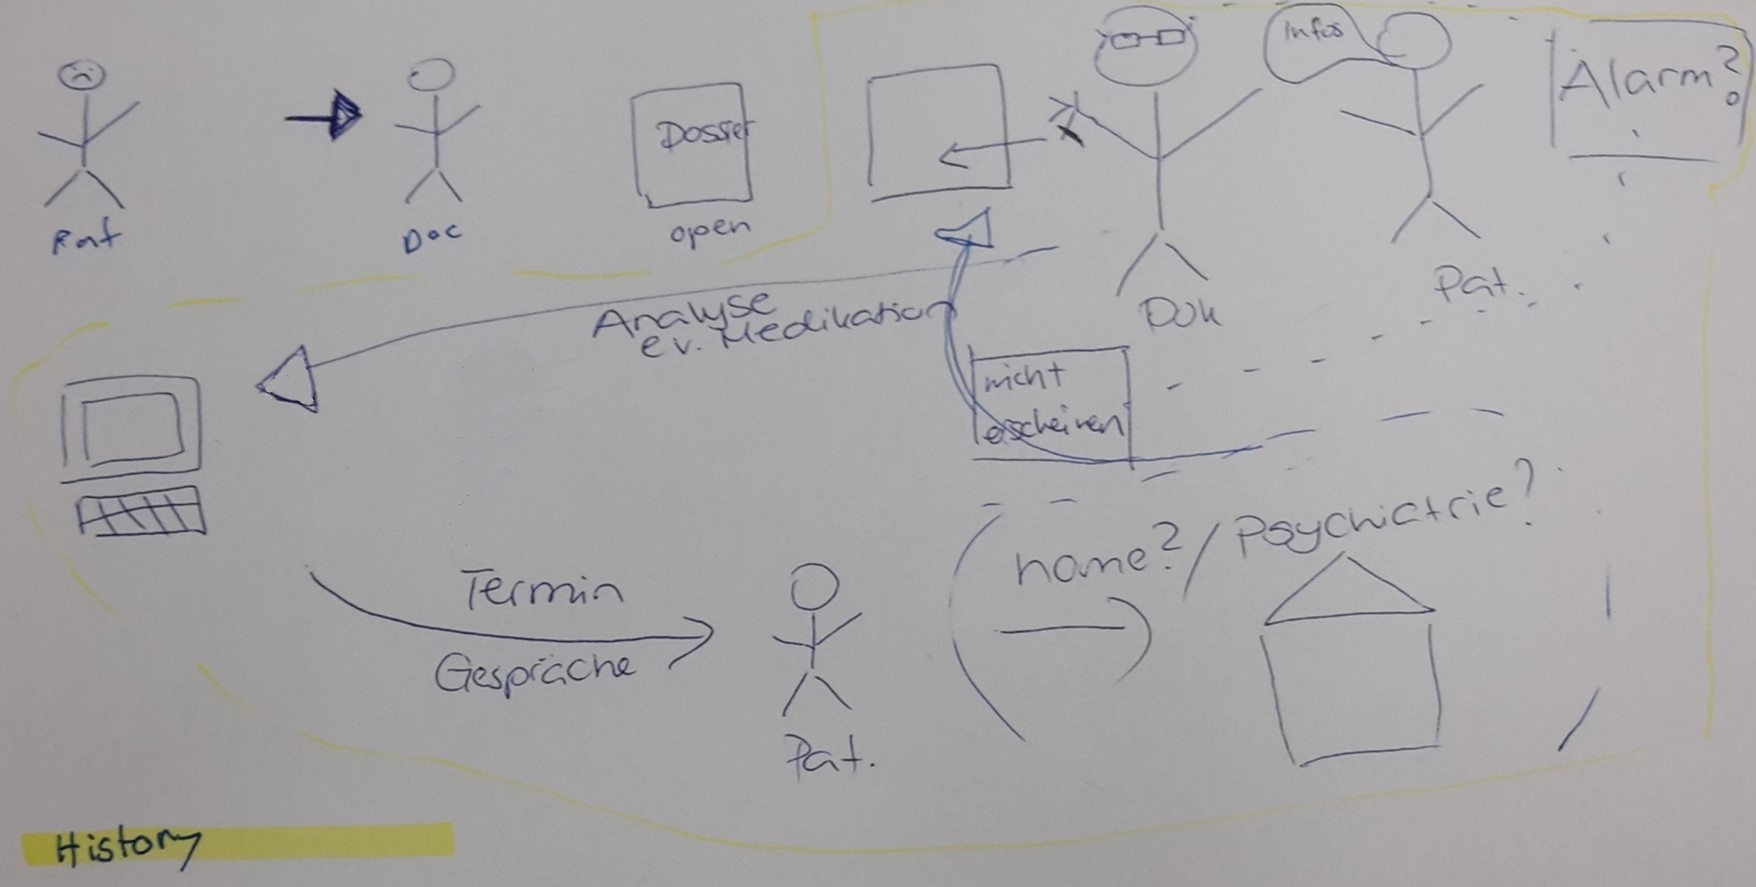 Infos
Alarm?
Dossier
Pat
Doc
open
Pat.
Dok
Analyse
ev. Medikation
nicht
erscheinen
home? / Psychiatrie?
Termin
Gespräche
Pat.
History